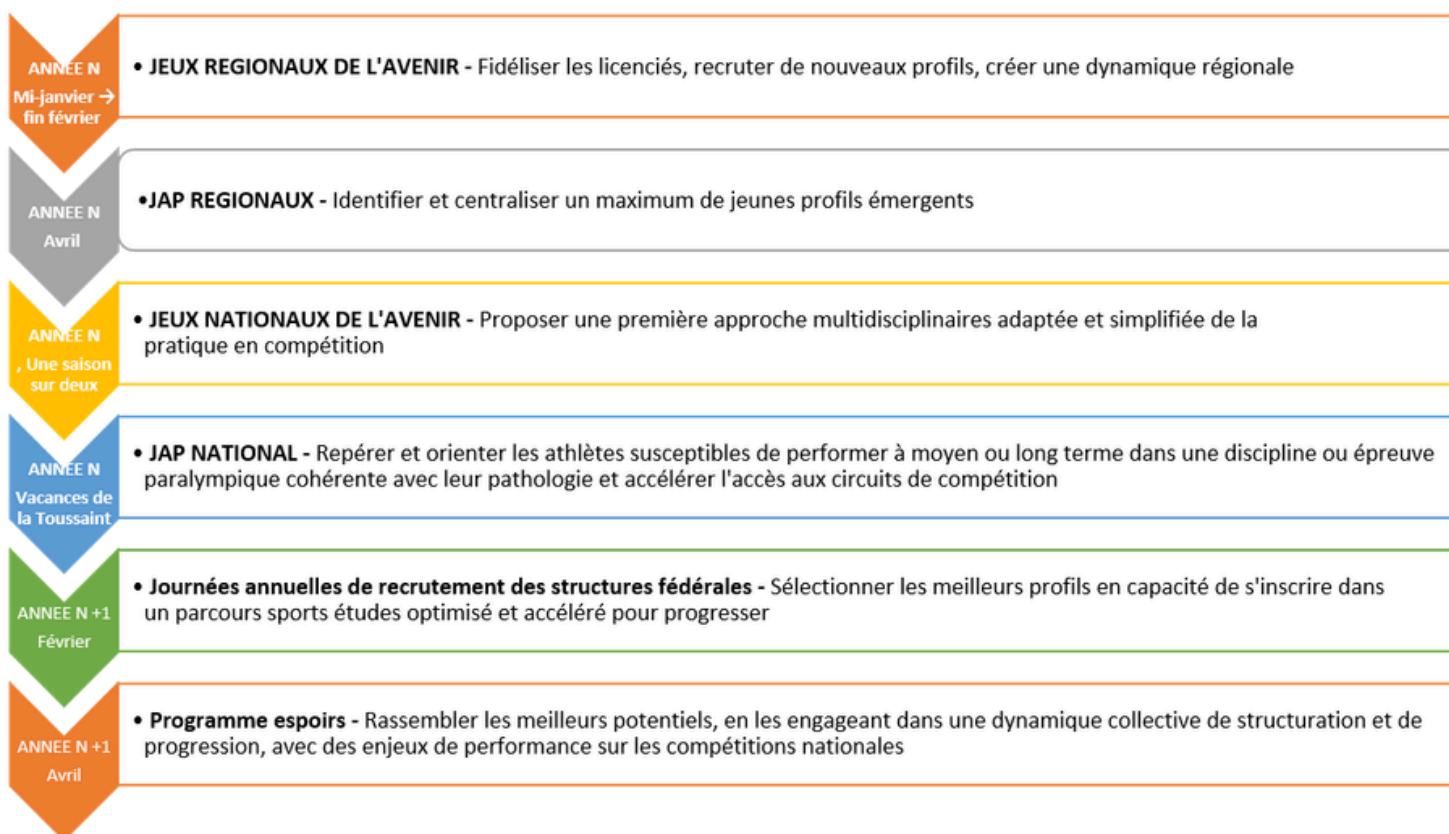 ANNEE N
Mi-janvier →
fin février
• JEUX REGIONAUX DE L'AVENIR - Fidéliser les licenciés, recruter de nouveaux profils, créer une dynamique régionale
ANNEE N
Avril
•JAP REGIONAUX - Identifier et centraliser un maximum de jeunes profils émergents
ANNEE N
, Une saison
sur deux
• JEUX NATIONAUX DE L'AVENIR - Proposer une première approche multidisciplinaires adaptée et simplifiée de la
pratique en compétition
ANNEE N
Vacances de
la Toussaint
• JAP NATIONAL - Repérer et orienter les athlètes susceptibles de performer à moyen ou long terme dans une discipline ou épreuve
paralympique cohérente avec leur pathologie et accélérer l'accès aux circuits de compétition
ANNEE N +1
Février
• Journées annuelles de recrutement des structures fédérales - Sélectionner les meilleurs profils en capacité de s'inscrire dans
un parcours sports études optimisé et accéléré pour progresser
ANNEE N +1
Avril
• Programme espoirs - Rassembler les meilleurs potentiels, en les engageant dans une dynamique collective de structuration et de
progression, avec des enjeux de performance sur les compétitions nationales